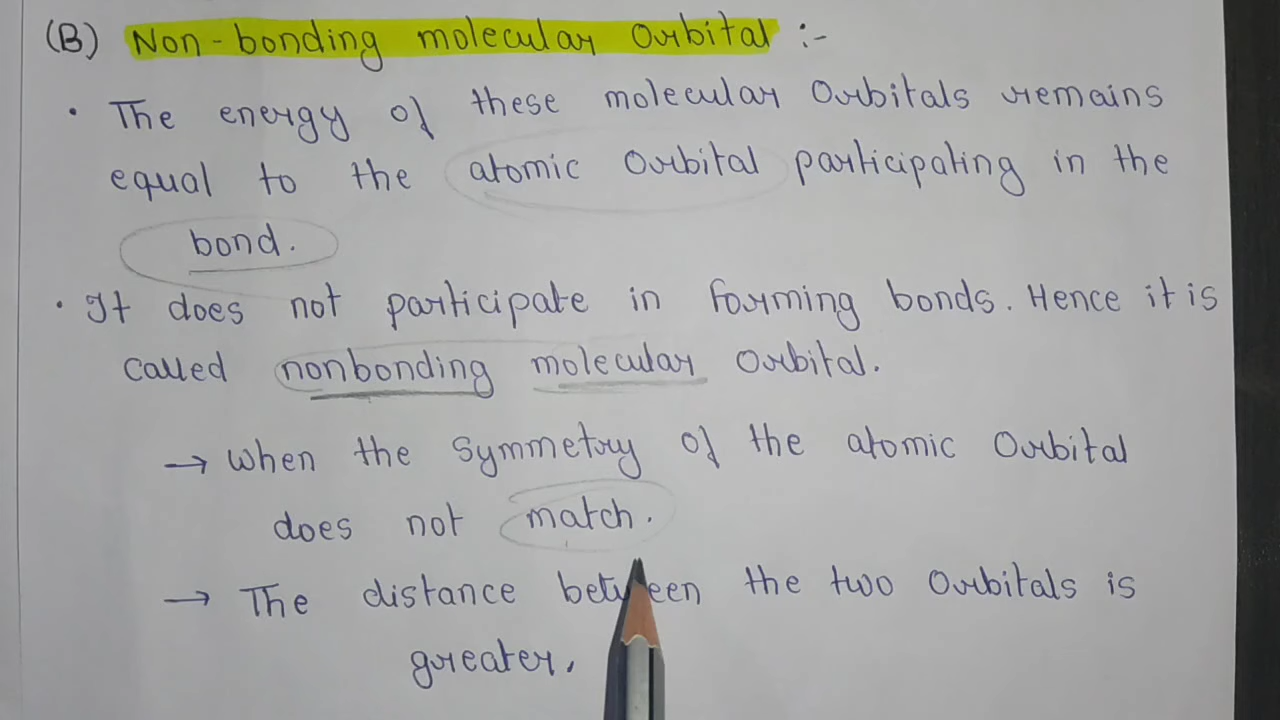 (B) Non-bonding molecular Orbital :-
• The energy of these molecular Orbitals remains
equal to the atomic Orbital participating in the
bond.
• It does not participate in forming bonds. Hence it is
called nonbonding molecular Orbital.
→ When the symmetry of the atomic Orbital
does not match.
→ The distance between the two Orbitals is
greater.